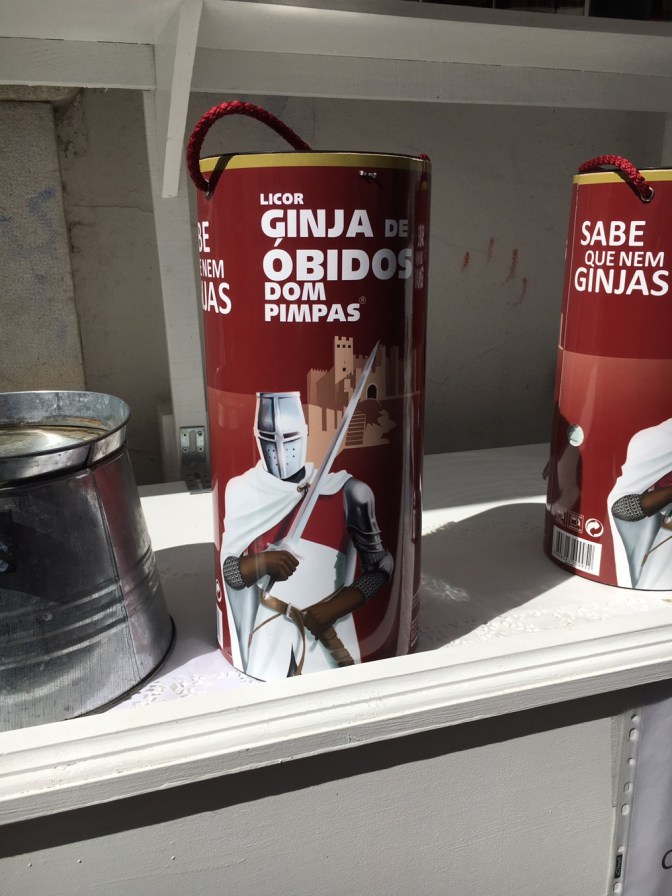 LICOR
GINJA DE
ÓBIDOS
DOM
PIMPAS®
BE
E NEM
JAS
SABE
QUE NEM
GINJAS